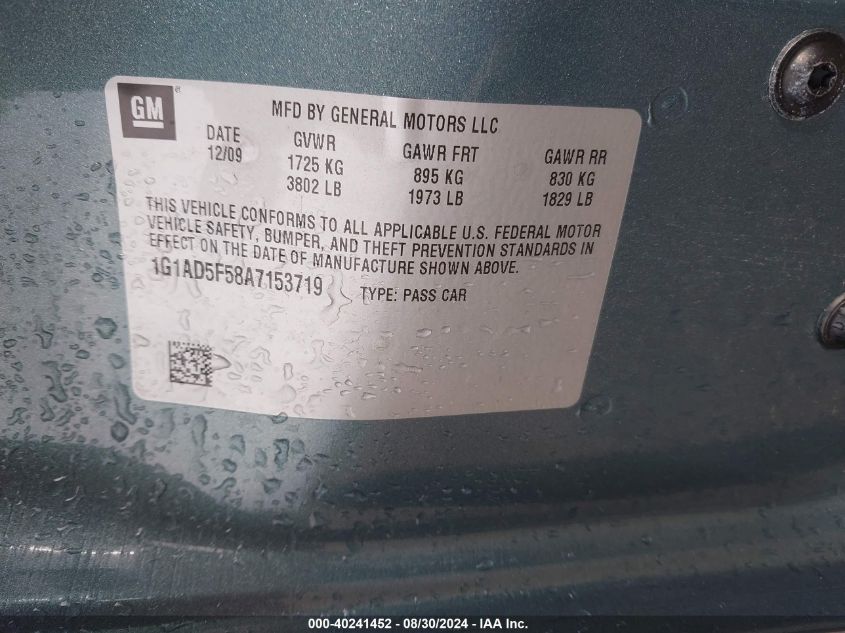 GM
®
MFD BY GENERAL MOTORS LLC
DATE GVWR GAWR FRT GAWR RR
12/09 1725 KG 895 KG 830 KG
3802 LB 1973 LB 1829 LB
THIS VEHICLE CONFORMS TO ALL APPLICABLE U.S. FEDERAL MOTOR
VEHICLE SAFETY, BUMPER, AND THEFT PREVENTION STANDARDS IN
EFFECT ON THE DATE OF MANUFACTURE SHOWN ABOVE.
1G1AD5F58A7153719 TYPE: PASS CAR
000-40241452 - 08/30/2024 - IAA Inc.